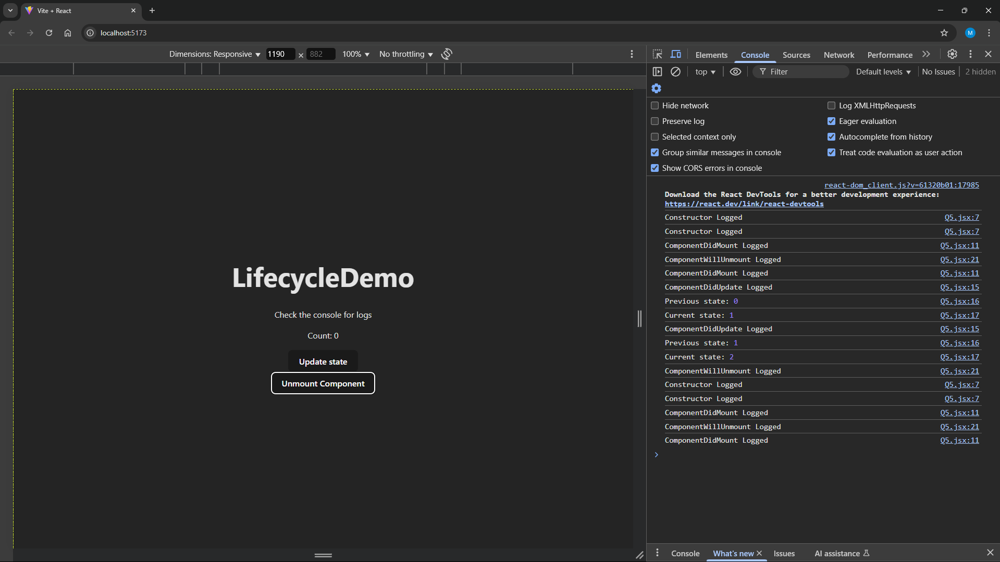 Vite + React
localhost:5173
Dimensions: Responsive 1190 × 882 100% No throttling
Elements Console Sources Network Performance
top Filter Default levels No Issues 2 hidden
Hide network
Log XMLHttpRequests
Preserve log
Eager evaluation
Selected context only
Autocomplete from history
Group similar messages in console
Treat code evaluation as user action
Show CORS errors in console
react-dom_client.js?v=61320b01:17985
Download the React DevTools for a better development experience:
https://react.dev/link/react-devtools
Constructor Logged Q5.jsx:7
Constructor Logged Q5.jsx:7
ComponentDidMount Logged Q5.jsx:11
ComponentWillUnmount Logged Q5.jsx:21
ComponentDidMount Logged Q5.jsx:11
ComponentDidUpdate Logged Q5.jsx:15
Previous state: 0 Q5.jsx:16
Current state: 1 Q5.jsx:17
ComponentDidUpdate Logged Q5.jsx:15
Previous state: 1 Q5.jsx:16
Current state: 2 Q5.jsx:17
ComponentWillUnmount Logged Q5.jsx:21
Constructor Logged Q5.jsx:7
Constructor Logged Q5.jsx:7
ComponentDidMount Logged Q5.jsx:11
ComponentWillUnmount Logged Q5.jsx:21
ComponentDidMount Logged Q5.jsx:11
LifecycleDemo
Check the console for logs
Count: 0
Update state
Unmount Component
Console What's new Issues AI assistance
M